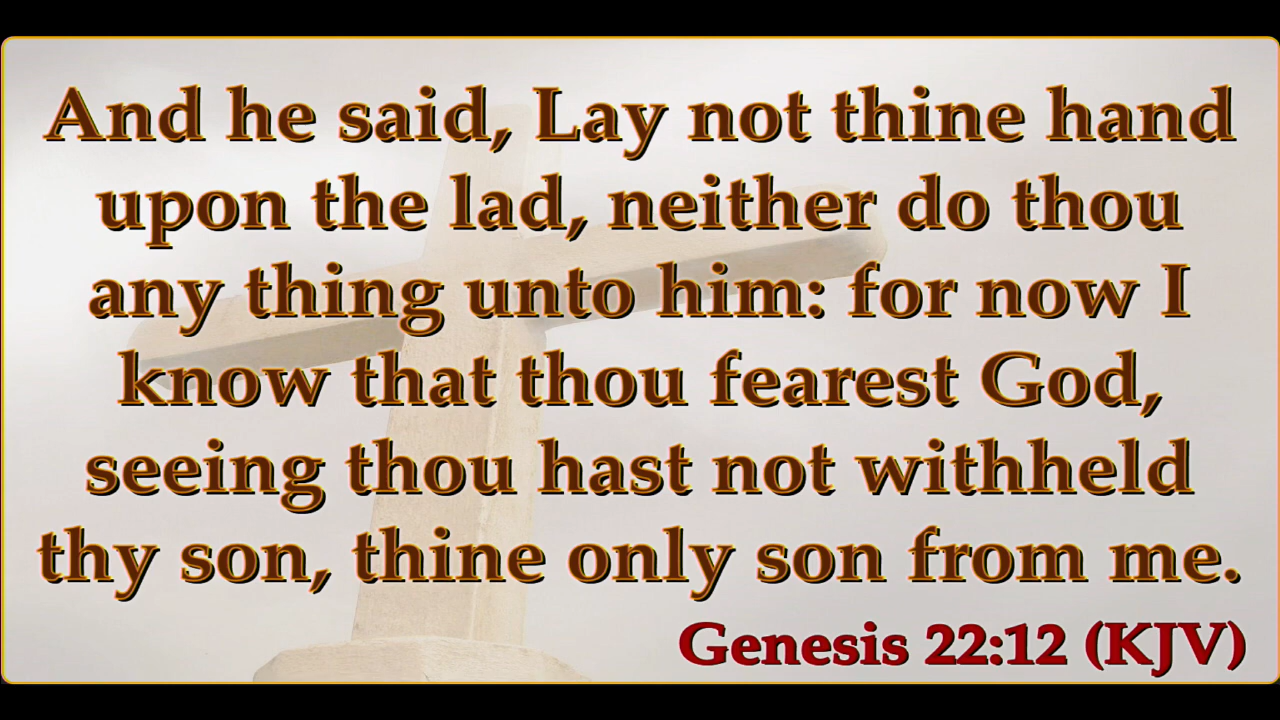 And he said, Lay not thine hand
upon the lad, neither do thou
any thing unto him: for now I
know that thou fearest God,
seeing thou hast not withheld
thy son, thine only son from me.
Genesis 22:12 (KJV)